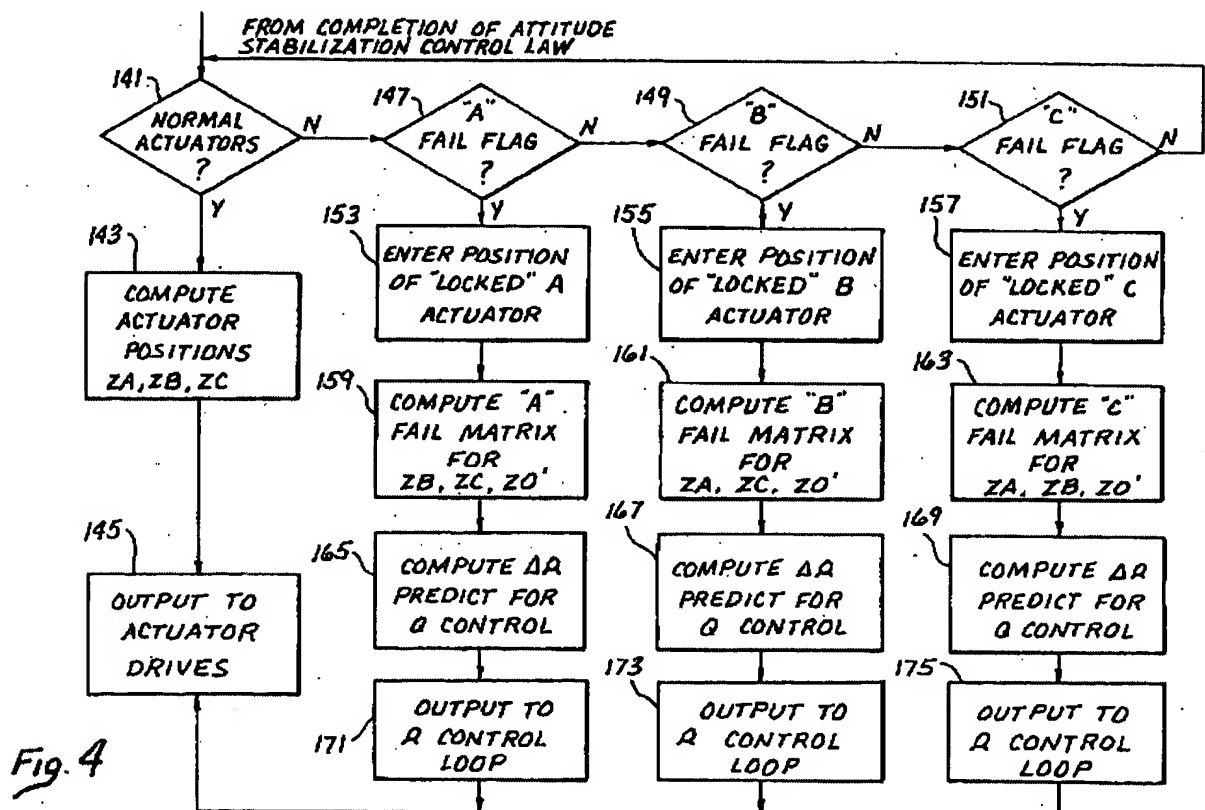 FROM COMPLETION OF ATTITUDE
STABILIZATION CONTROL LAW
141
NORMAL
ACTUATORS
?
N
Y
147
"A"
FAIL FLAG
?
N
Y
149
"B"
FAIL FLAG
?
N
Y
151
"C"
FAIL FLAG
?
N
Y
143
COMPUTE
ACTUATOR
POSITIONS
ZA, ZB, ZC
153
ENTER POSITION
OF "LOCKED" A
ACTUATOR
155
ENTER POSITION
OF "LOCKED" B
ACTUATOR
157
ENTER POSITION
OF "LOCKED" C
ACTUATOR
159
COMPUTE "A"
FAIL MATRIX
FOR
ZB, ZC, ZO'
161
COMPUTE "B"
FAIL MATRIX
FOR
ZA, ZC, ZO'
163
COMPUTE "C"
FAIL MATRIX
FOR
ZA, ZB, ZO'
145
OUTPUT TO
ACTUATOR
DRIVES
165
COMPUTE ΔΩ
PREDICT FOR
Ω CONTROL
167
COMPUTE ΔΩ
PREDICT FOR
Ω CONTROL
169
COMPUTE ΔΩ
PREDICT FOR
Ω CONTROL
171
OUTPUT TO
Ω CONTROL
LOOP
173
OUTPUT TO
Ω CONTROL
LOOP
175
OUTPUT TO
Ω CONTROL
LOOP
Fig. 4